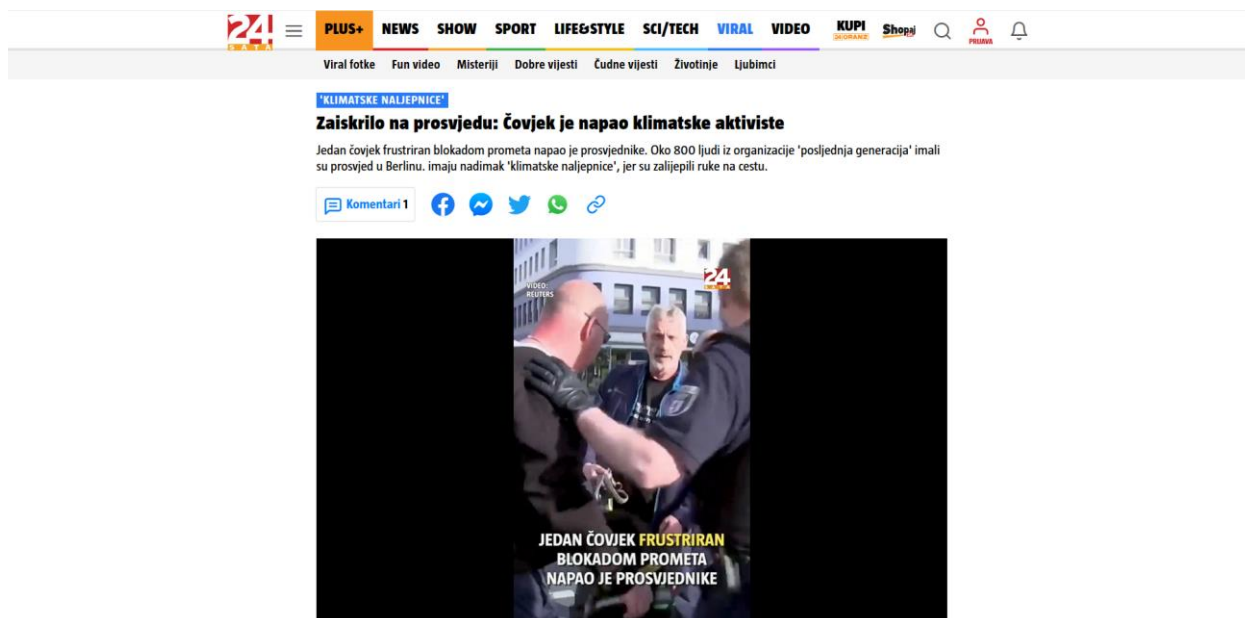 24
SATA
PLUS+ NEWS SHOW SPORT LIFE&STYLE SCI/TECH VIRAL VIDEO KUPI Shopaj
PRIJAVA
Viral fotke Fun video Misteriji Dobre vijesti Čudne vijesti Životinje Ljubimci
'KLIMATSKE NALJEPNICE'
Zaiskrilo na prosvjedu: Čovjek je napao klimatske aktiviste
Jedan čovjek frustriran blokadom prometa napao je prosvjednike. Oko 800 ljudi iz organizacije 'posljednja generacija' imali
su prosvjed u Berlinu. imaju nadimak 'klimatske naljepnice', jer su zalijepili ruke na cestu.
Komentari 1
24
SATA
VIDEO:
REUTERS
JEDAN ČOVJEK FRUSTRIRAN
BLOKADOM PROMETA
NAPAO JE PROSVJEDNIKE